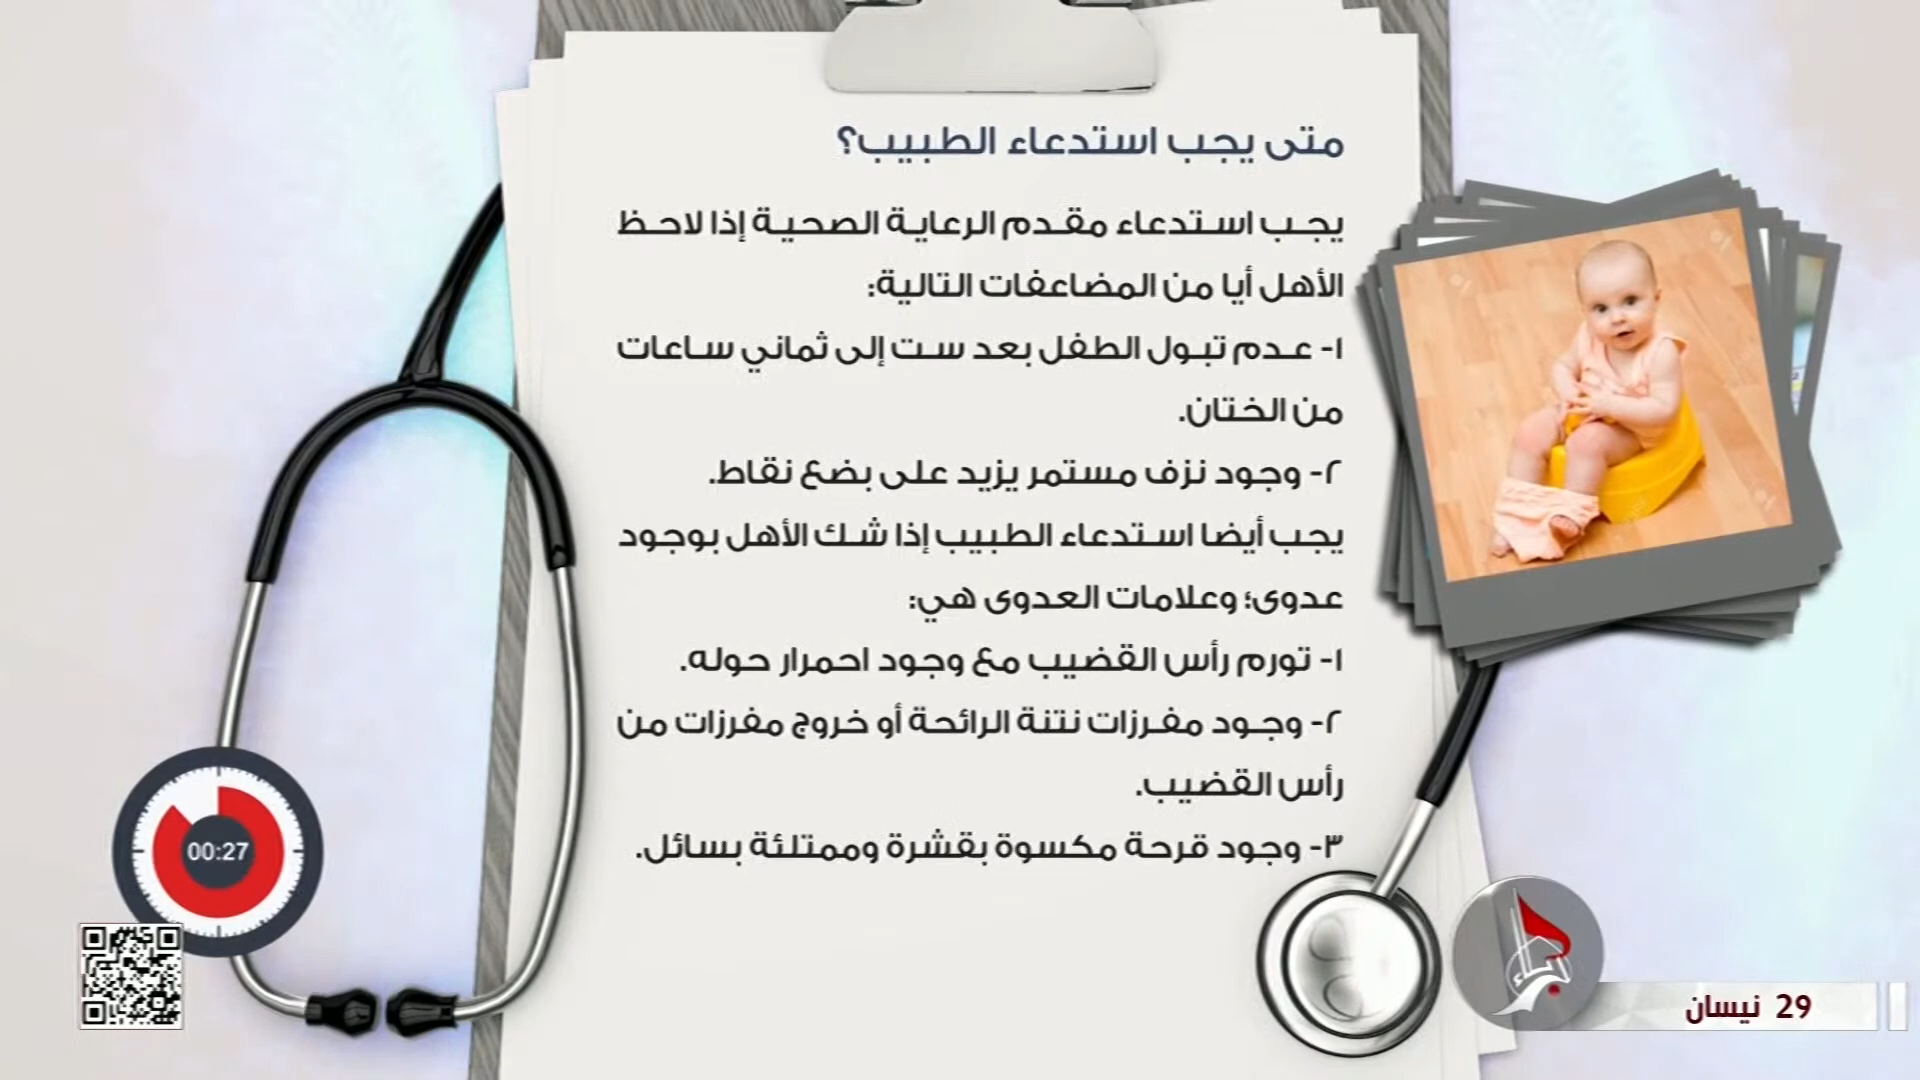 متى يجب استدعاء الطبيب؟
يجب استدعاء مقدم الرعاية الصحية إذا لاحظ
الأهل أيا من المضاعفات التالية:
١- عدم تبول الطفل بعد ست إلى ثماني ساعات
من الختان.
٢- وجود نزف مستمر يزيد على بضع نقاط.
يجب أيضا استدعاء الطبيب إذا شك الأهل بوجود
عدوى؛ وعلامات العدوى هي:
١- تورم رأس القضيب مع وجود احمرار حوله.
٢- وجود مفرزات نتنة الرائحة أو خروج مفرزات من
رأس القضيب.
٣- وجود قرحة مكسوة بقشرة وممتلئة بسائل.
00:27
29 نيسان